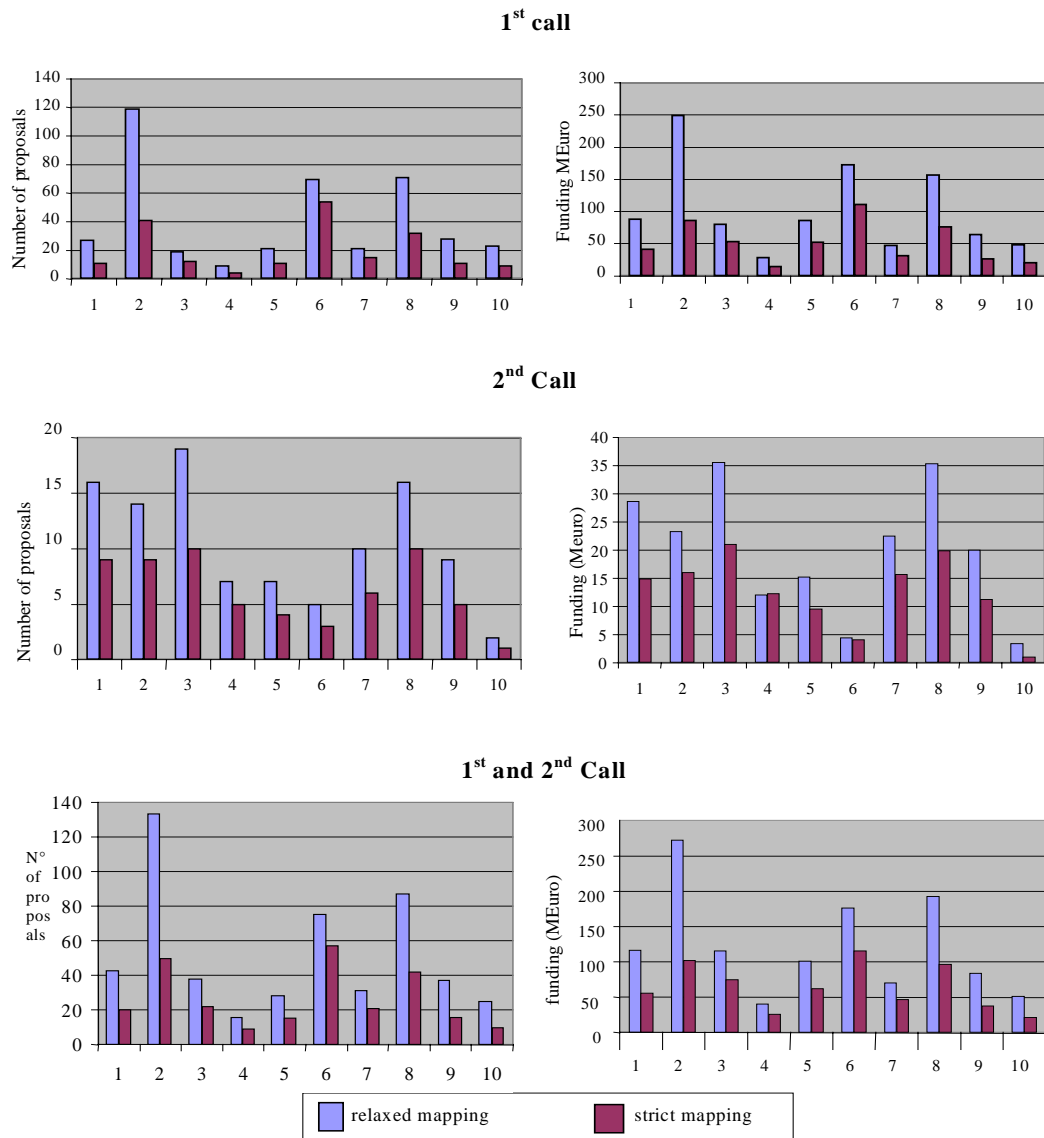 1st call
Number of proposals
140
120
100
80
60
40
20
0
1 2 3 4 5 6 7 8 9 10
Funding MEuro
300
250
200
150
100
50
0
1 2 3 4 5 6 7 8 9 10
2nd Call
Number of proposals
20
15
10
5
0
1 2 3 4 5 6 7 8 9 10
Funding (Meuro)
40
35
30
25
20
15
10
5
0
1 2 3 4 5 6 7 8 9 10
1st and 2nd Call
N°
of
pro
pos
als
140
120
100
80
60
40
20
0
1 2 3 4 5 6 7 8 9 10
funding (MEuro)
300
250
200
150
100
50
0
1 2 3 4 5 6 7 8 9 10
relaxed mapping strict mapping